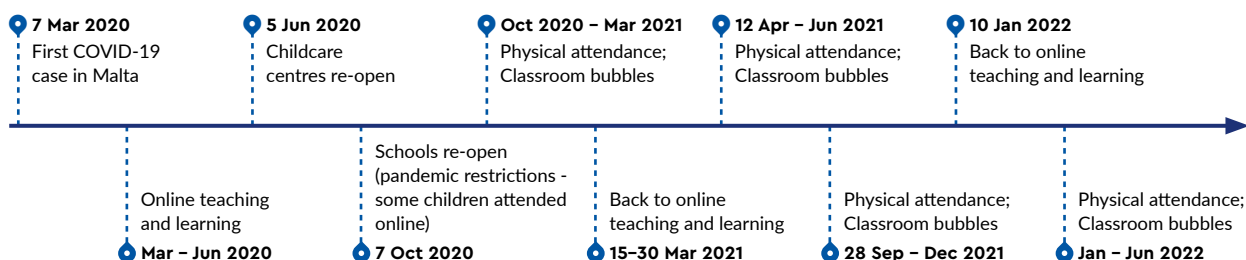 7 Mar 2020
First COVID-19
case in Malta
5 Jun 2020
Childcare
centres re-open
Oct 2020 – Mar 2021
Physical attendance;
Classroom bubbles
12 Apr – Jun 2021
Physical attendance;
Classroom bubbles
10 Jan 2022
Back to online
teaching and learning
Online teaching
and learning
Mar – Jun 2020
Schools re-open
(pandemic restrictions -
some children attended
online)
7 Oct 2020
Back to online
teaching and learning
15–30 Mar 2021
Physical attendance;
Classroom bubbles
28 Sep – Dec 2021
Physical attendance;
Classroom bubbles
Jan – Jun 2022